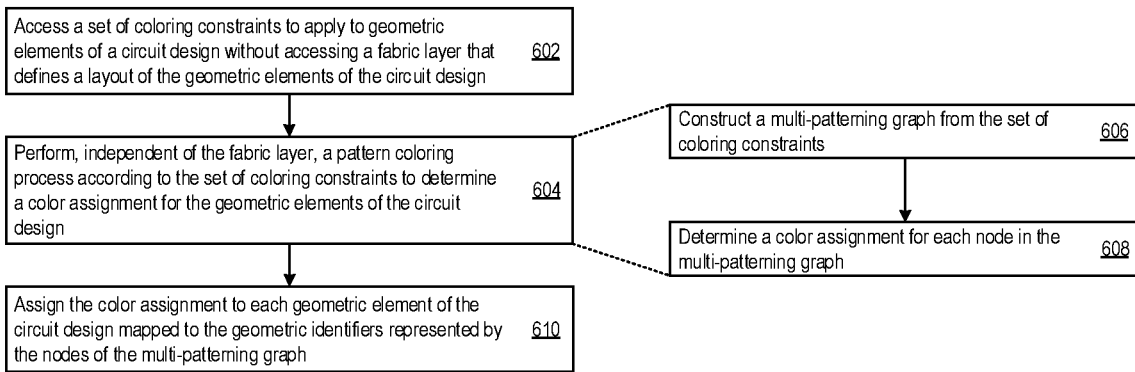 Access a set of coloring constraints to apply to geometric
elements of a circuit design without accessing a fabric layer that
defines a layout of the geometric elements of the circuit design
602
Perform, independent of the fabric layer, a pattern coloring
process according to the set of coloring constraints to determine
a color assignment for the geometric elements of the circuit
design
604
Construct a multi-patterning graph from the set of
coloring constraints
606
Determine a color assignment for each node in the
multi-patterning graph
608
Assign the color assignment to each geometric element of the
circuit design mapped to the geometric identifiers represented by
the nodes of the multi-patterning graph
610